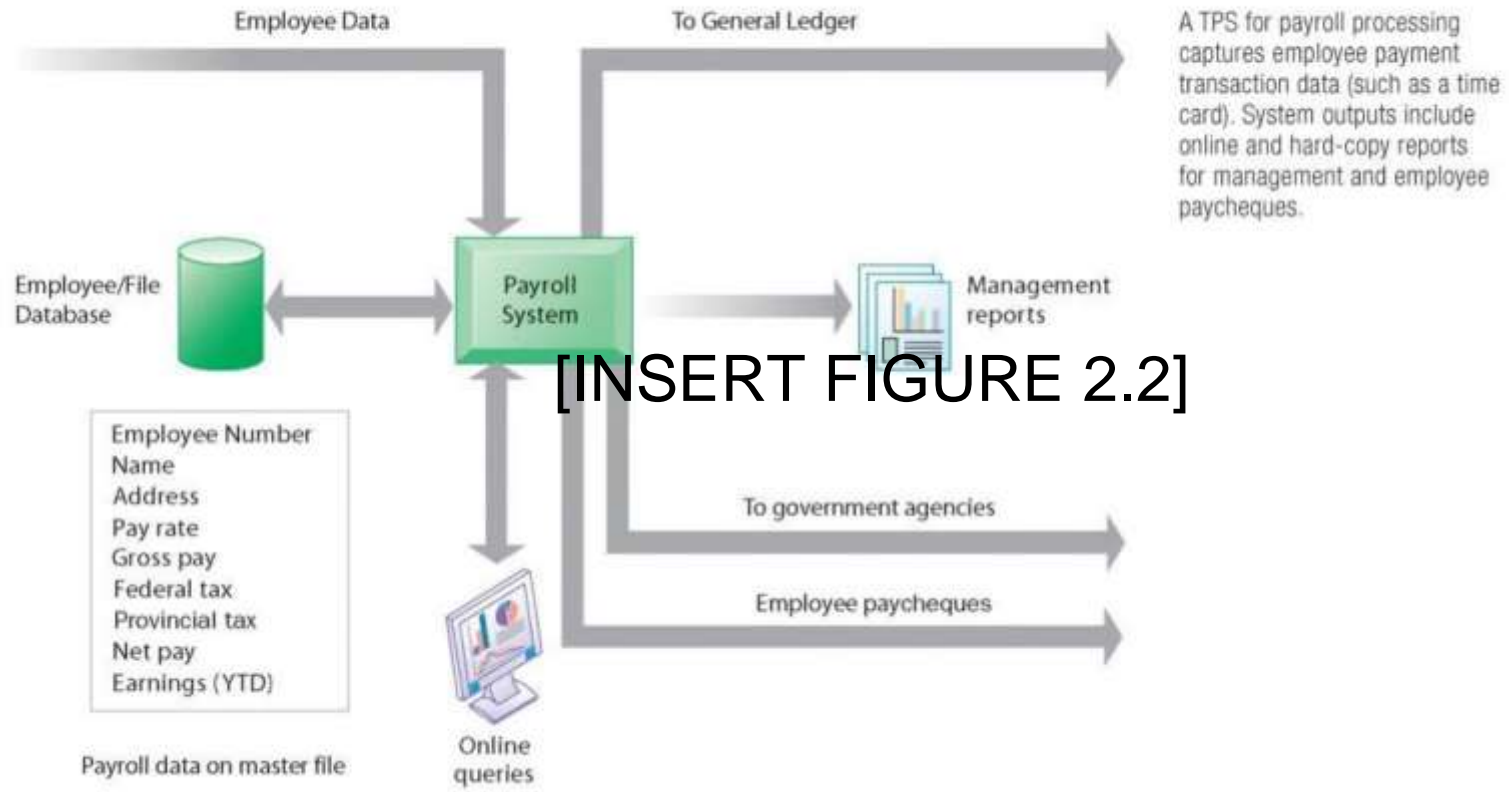 Employee Data
To General Ledger
A TPS for payroll processing
captures employee payment
transaction data (such as a time
card). System outputs include
online and hard-copy reports
for management and employee
paycheques.
Employee/File
Database
Payroll
System
Management
reports
[INSERT FIGURE 2.2]
Employee Number
Name
Address
Pay rate
Gross pay
Federal tax
Provincial tax
Net pay
Earnings (YTD)
To government agencies
Employee paycheques
Payroll data on master file
Online
queries